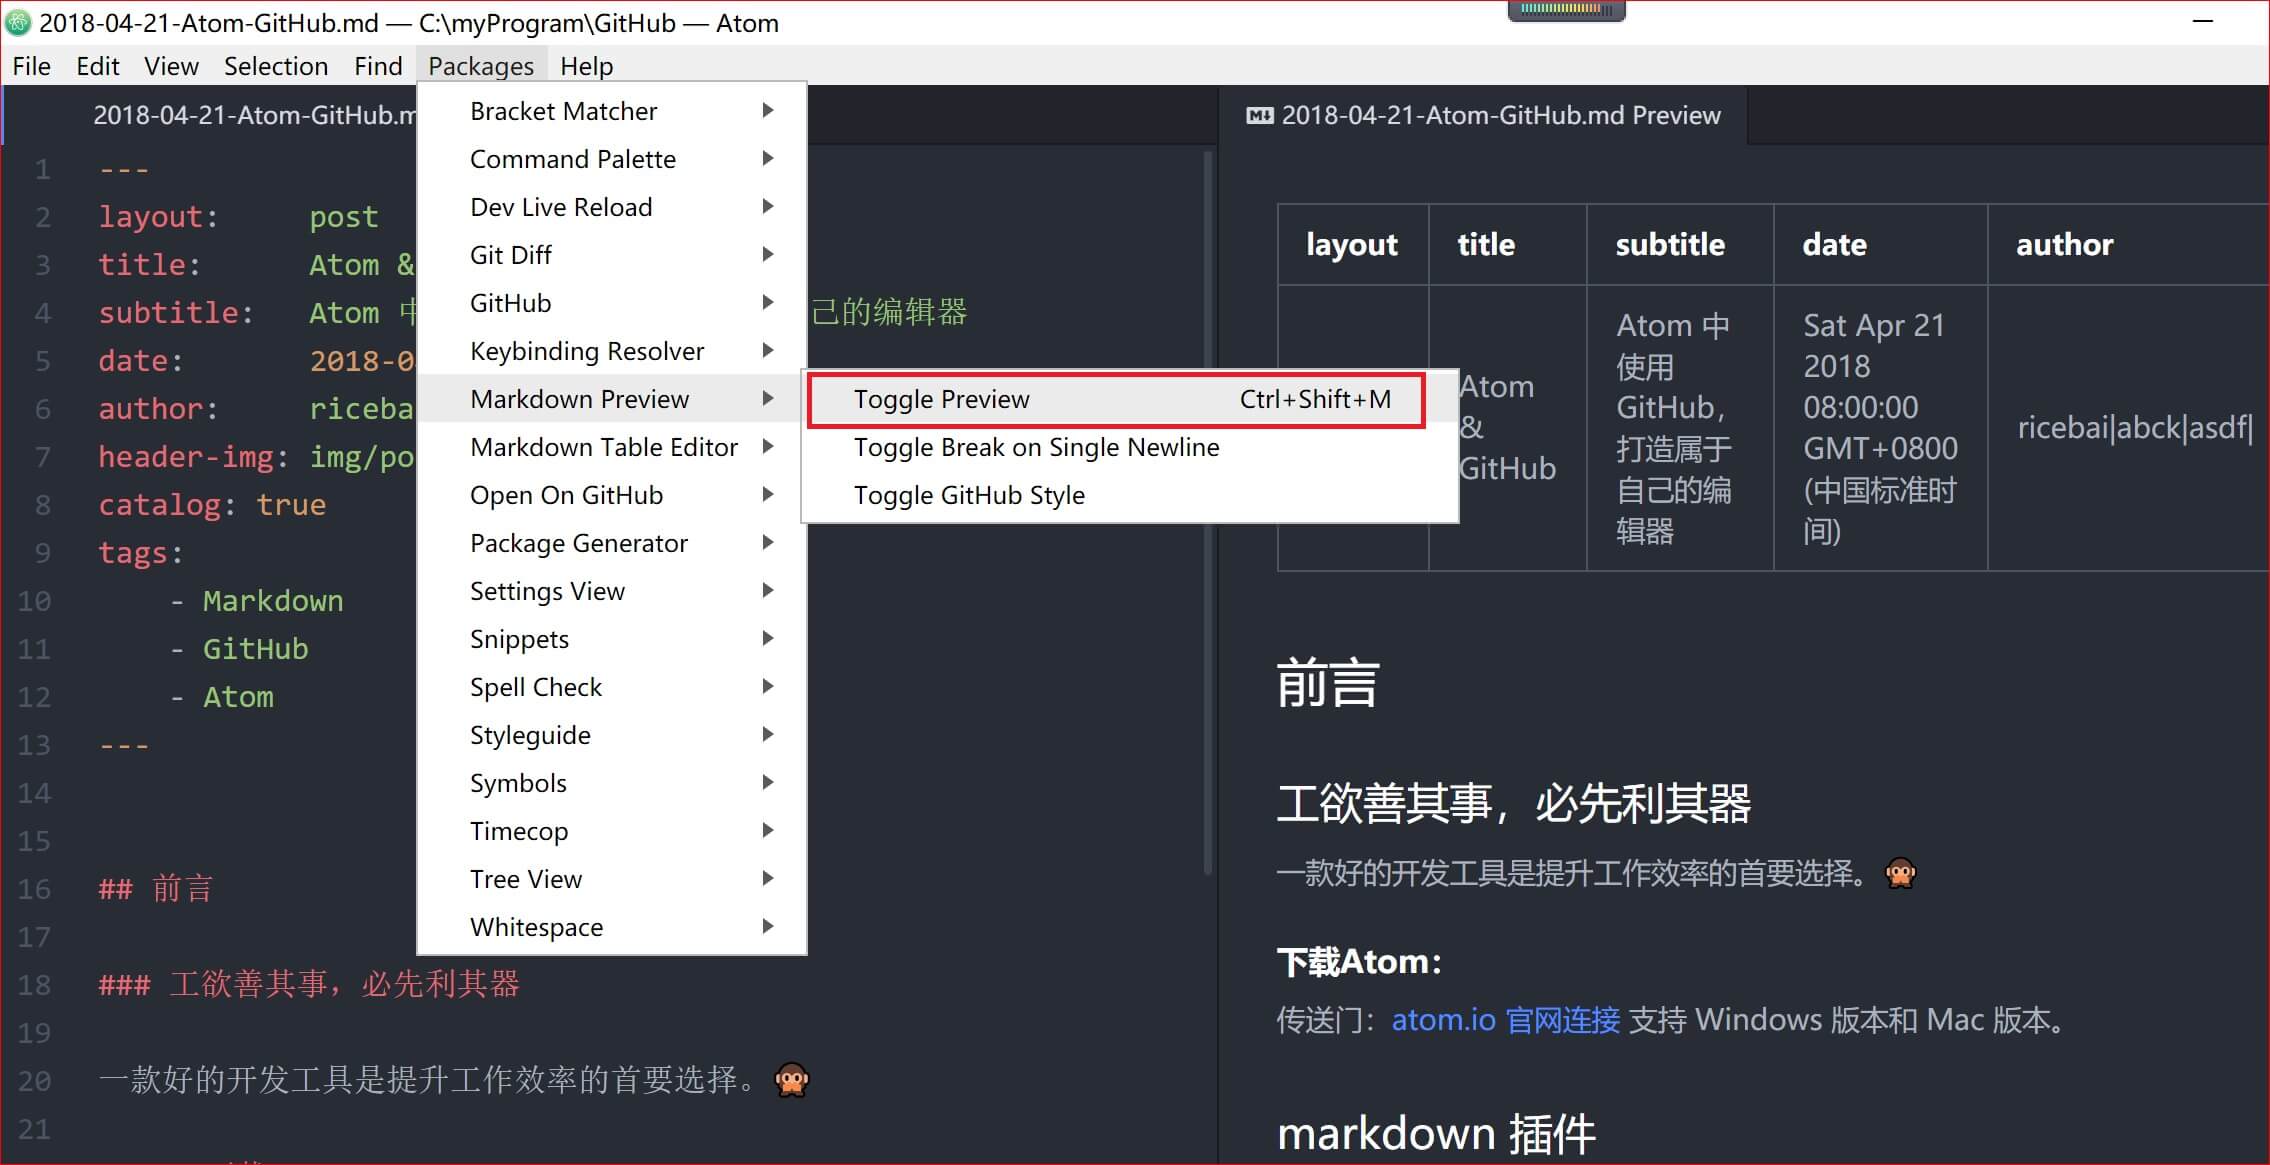 2018-04-21-Atom-GitHub.md — C:\myProgram\GitHub — Atom
File Edit View Selection Find Packages Help
2018-04-21-Atom-GitHub.m
1 ---
2 layout: post
3 title: Atom &
4 subtitle: Atom 中
己的编辑器
5 date: 2018-0
6 author: riceba
7 header-img: img/po
8 catalog: true
9 tags:
10 - Markdown
11 - GitHub
12 - Atom
13 ---
14
15
16 ## 前言
17
18 ### 工欲善其事，必先利其器
19
20 一款好的开发工具是提升工作效率的首要选择。🙊
21
Bracket Matcher
Command Palette
Dev Live Reload
Git Diff
GitHub
Keybinding Resolver
Markdown Preview
Markdown Table Editor
Open On GitHub
Package Generator
Settings View
Snippets
Spell Check
Styleguide
Symbols
Timecop
Tree View
Whitespace
Toggle Preview Ctrl+Shift+M
Toggle Break on Single Newline
Toggle GitHub Style
2018-04-21-Atom-GitHub.md Preview
layout title subtitle date author
Atom
&
GitHub
Atom 中
使用
GitHub，
打造属于
自己的编
辑器
Sat Apr 21
2018
08:00:00
GMT+0800
(中国标准时
间)
ricebai|abck|asdf|
前言
工欲善其事，必先利其器
一款好的开发工具是提升工作效率的首要选择。🙊
下载Atom：
传送门：atom.io 官网连接 支持 Windows 版本和 Mac 版本。
markdown 插件